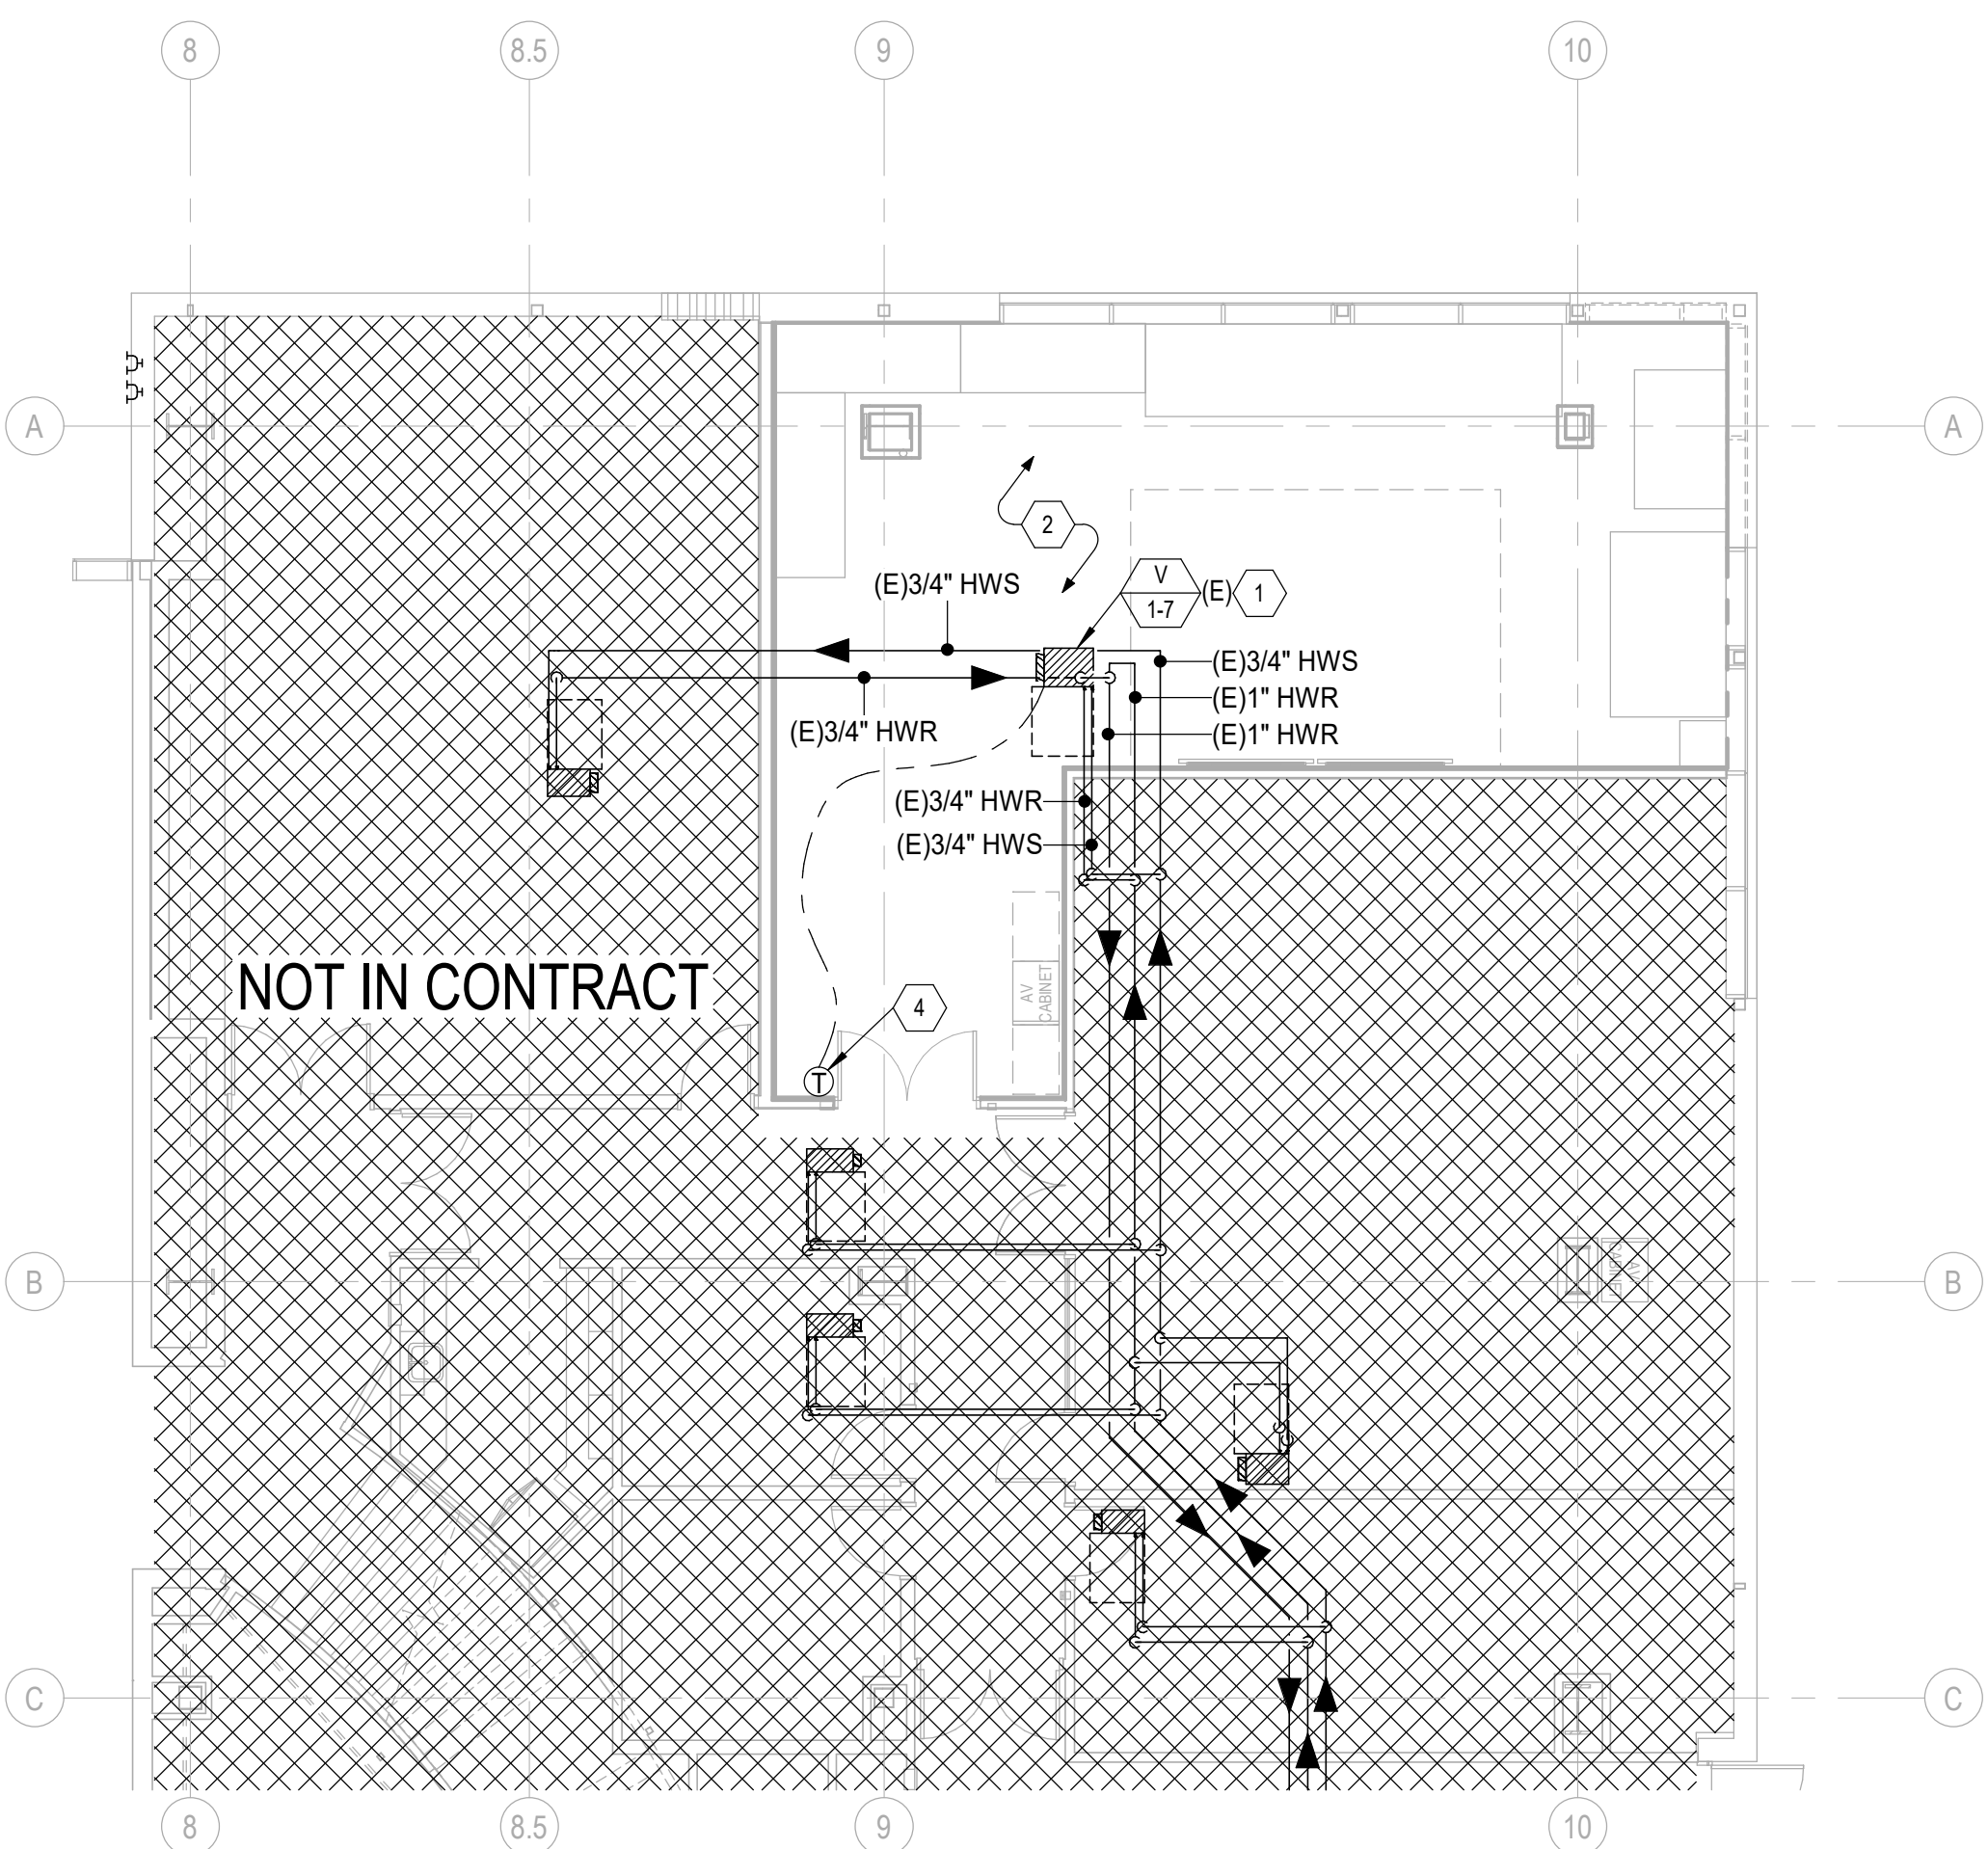 8
8.5
9
10
A
A
2
V
1-7
(E)
1
(E)3/4" HWS
(E)3/4" HWS
(E)1" HWR
(E)3/4" HWR
(E)1" HWR
(E)3/4" HWR
(E)3/4" HWS
NOT IN CONTRACT
AV
CABINET
4
T
B
AV
CABINET
B
C
C
8
8.5
9
10